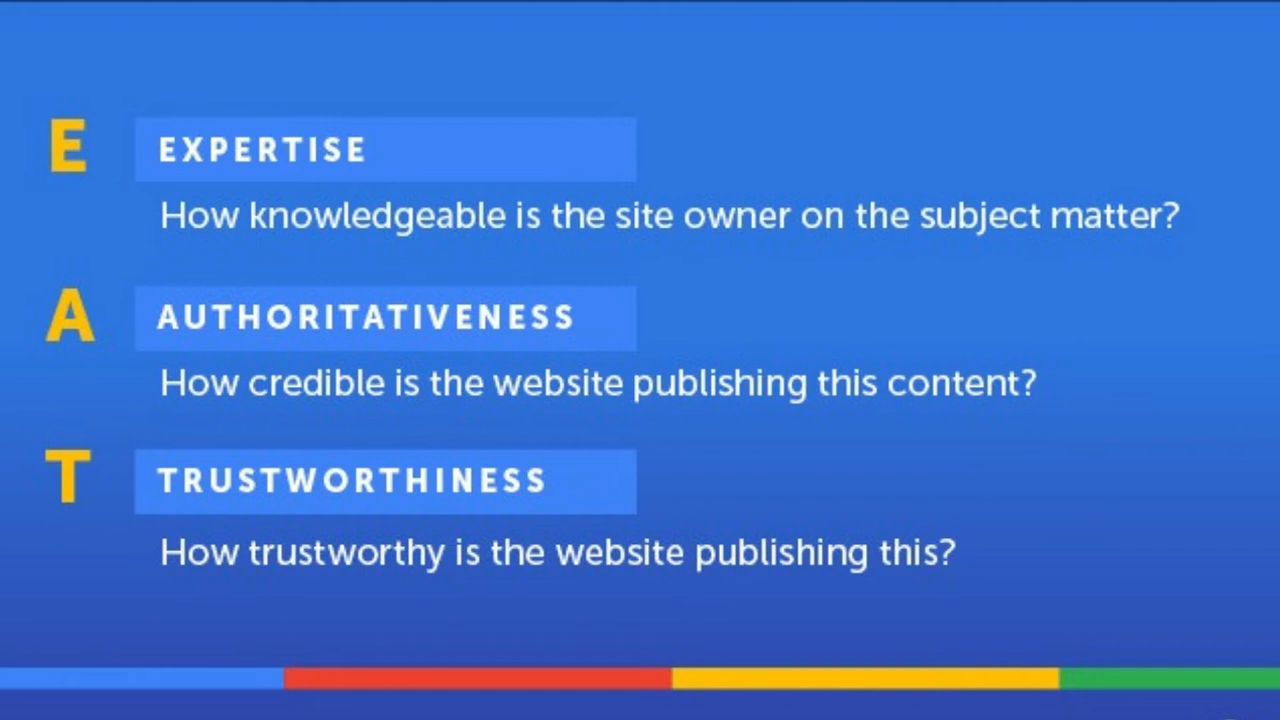 E EXPERTISE
How knowledgeable is the site owner on the subject matter?
A AUTHORITATIVENESS
How credible is the website publishing this content?
T TRUSTWORTHINESS
How trustworthy is the website publishing this?